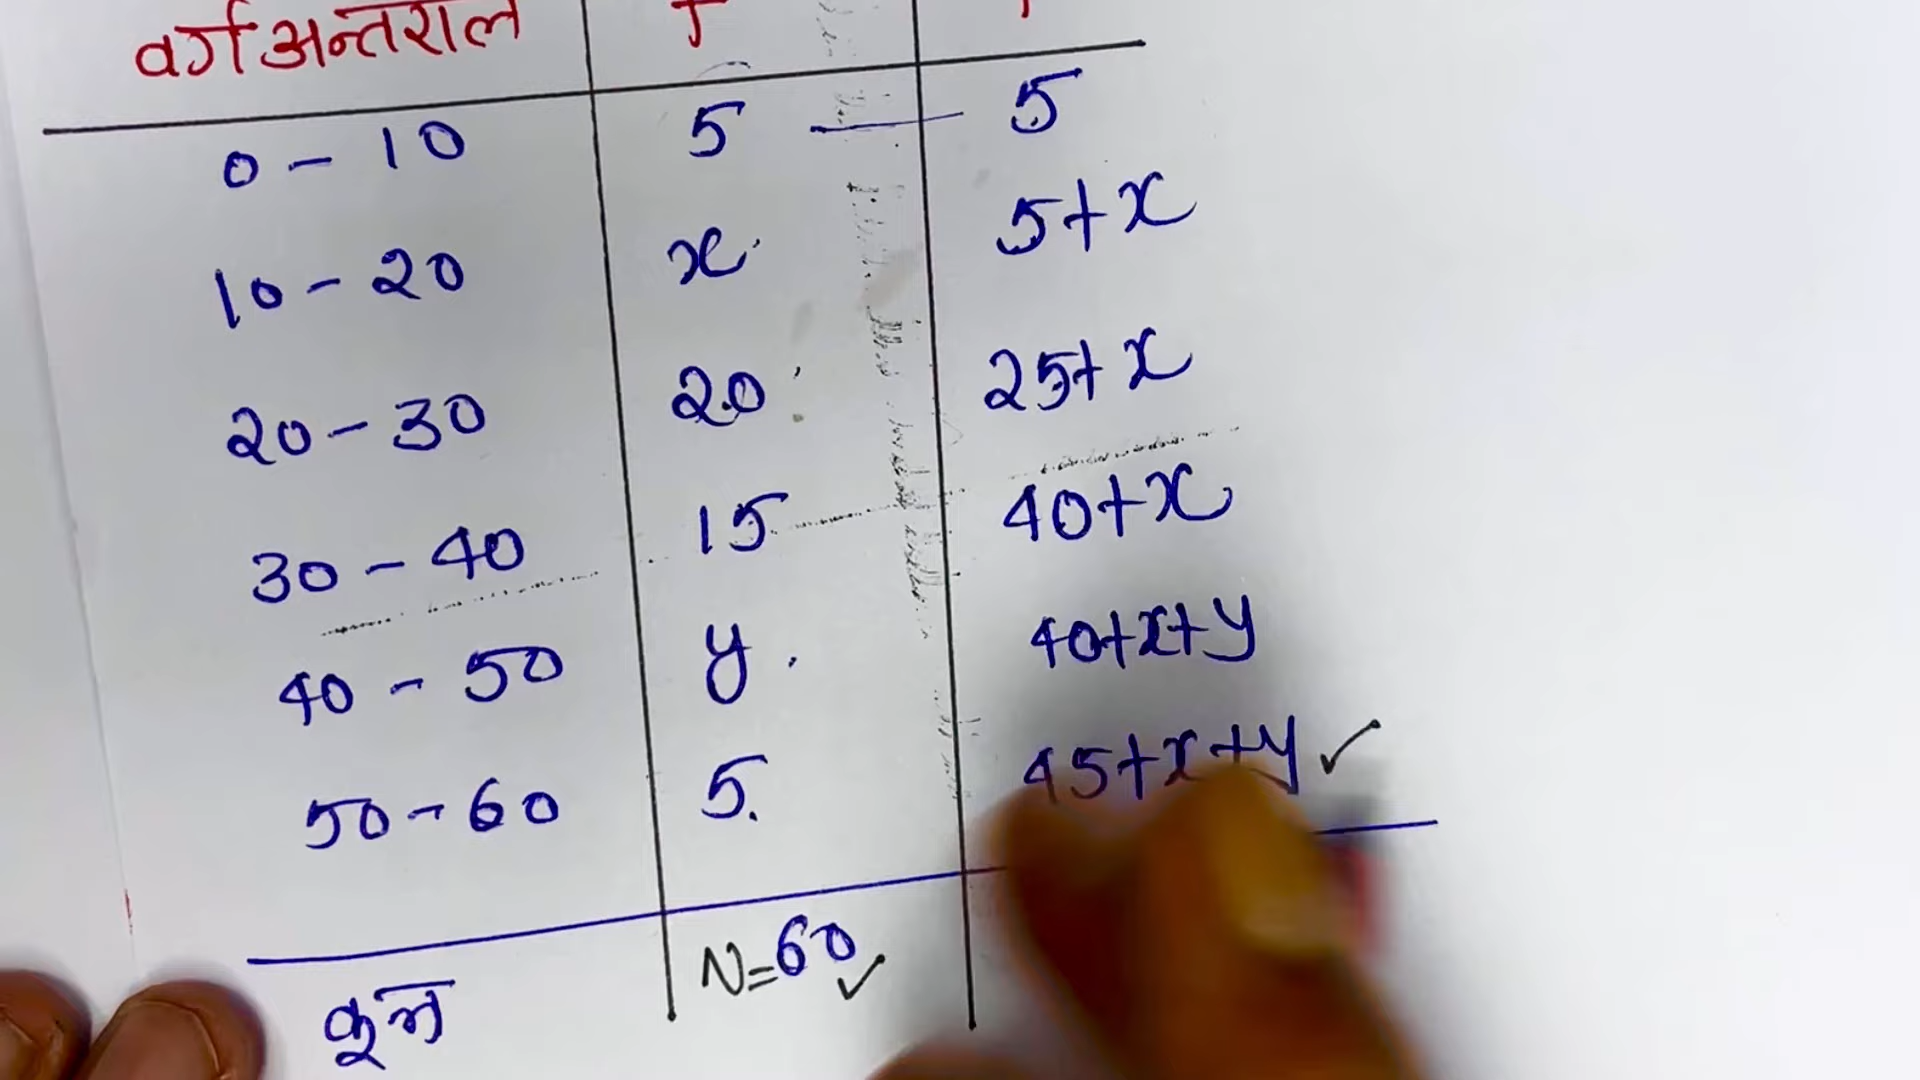 वर्ग अन्तराल
0 - 10 5 5
10 - 20 x 5+x
20 - 30 20 25+x
30 - 40 15 40+x
40 - 50 y 40+x+y
50 - 60 5 45+x+y ✓
कुल N=60 ✓